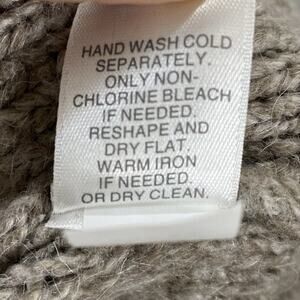 HAND WASH COLD
SEPARATELY.
ONLY NON-
CHLORINE BLEACH
IF NEEDED.
RESHAPE AND
DRY FLAT.
WARM IRON
IF NEEDED.
OR DRY CLEAN.